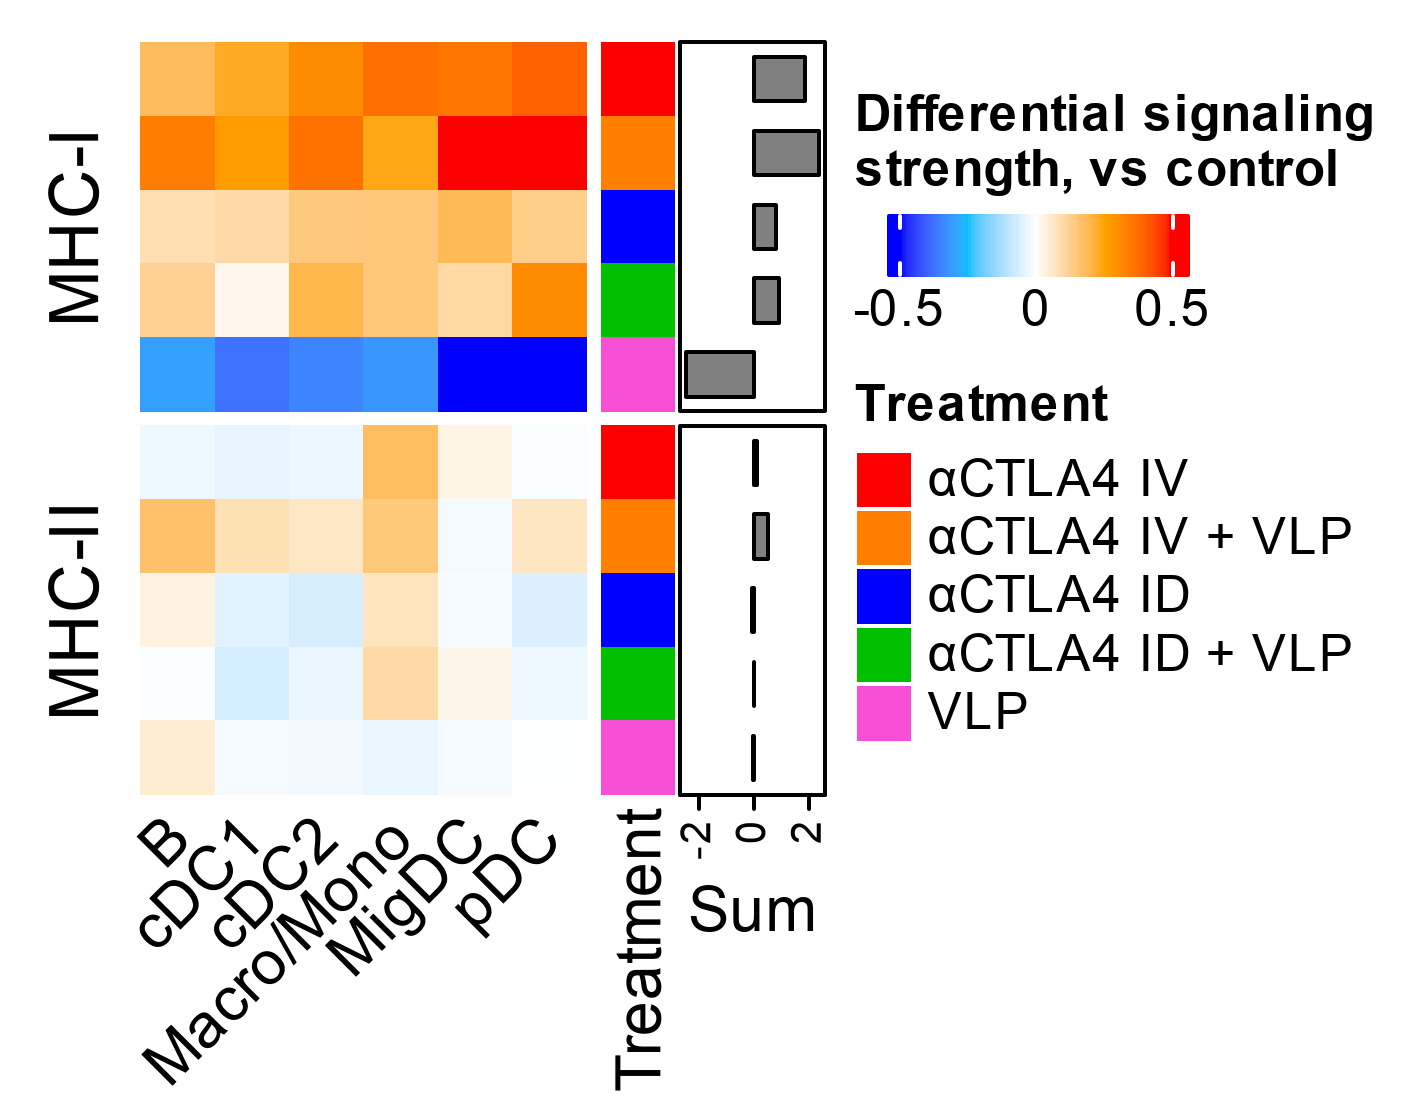 MHC-I
MHC-II
B
cDC1
cDC2
Macro/Mono
MigDC
pDC
Treatment
-2
0
2
Sum
Differential signaling
strength, vs control
-0.5
0
0.5
Treatment
αCTLA4 IV
αCTLA4 IV + VLP
αCTLA4 ID
αCTLA4 ID + VLP
VLP